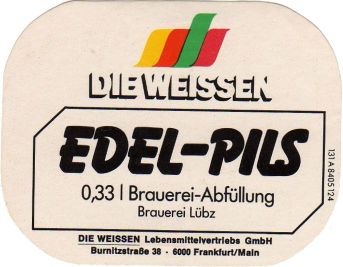 DIE WEISSEN
EDEL-PILS
0,33 l Brauerei-Abfüllung
Brauerei Lübz
131 A 8405 124
DIE WEISSEN Lebensmittelvertriebs GmbH
Burnitzstraße 38 · 6000 Frankfurt/Main